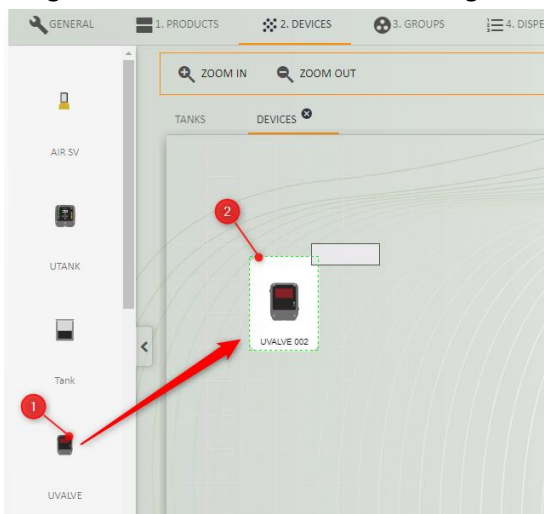 GENERAL
1. PRODUCTS
2. DEVICES
3. GROUPS
4. DISPE
ZOOM IN
ZOOM OUT
TANKS
DEVICES
AIR SV
2
UTANK
UVALVE 002
Tank
1
UVALVE